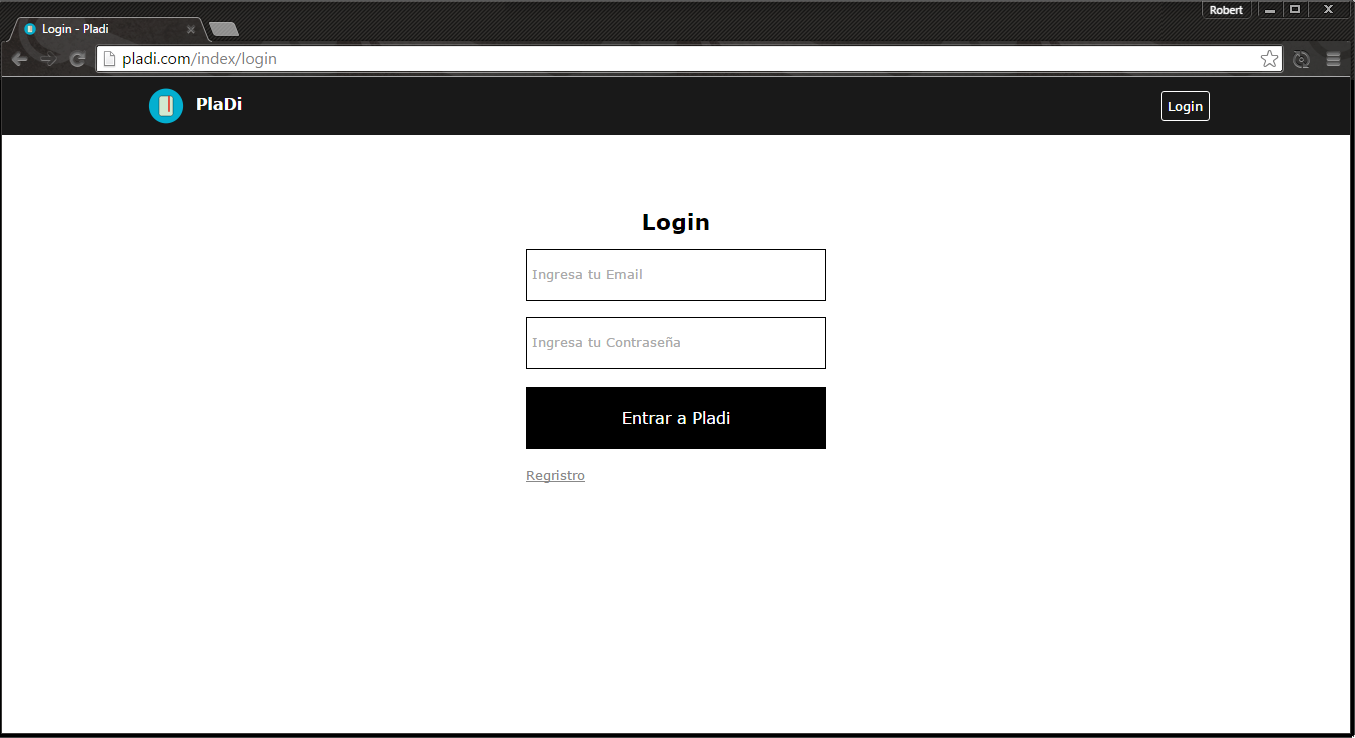 Robert
Login - Pladi
pladi.com/index/login
PlaDi
Login
Login
Ingresa tu Email
Ingresa tu Contraseña
Entrar a Pladi
Regristro